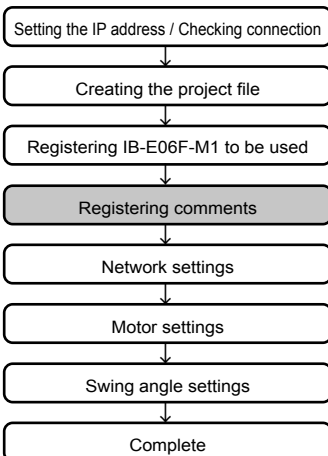 Setting the IP address / Checking connection
Creating the project file
Registering IB-E06F-M1 to be used
Registering comments
Network settings
Motor settings
Swing angle settings
Complete